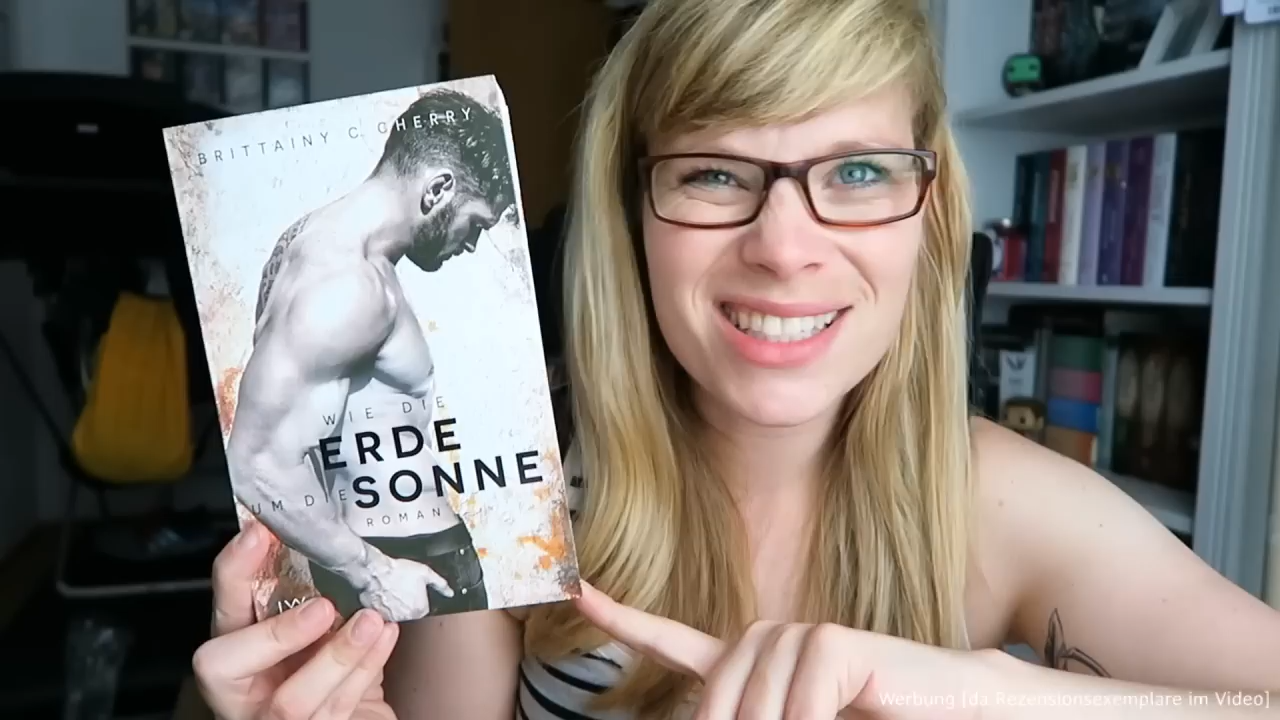 BRITTAINY C. CHERRY
WIE DIE
ERDE
UM DIE SONNE
ROMAN
Werbung [da Rezensionsexemplare im Video]